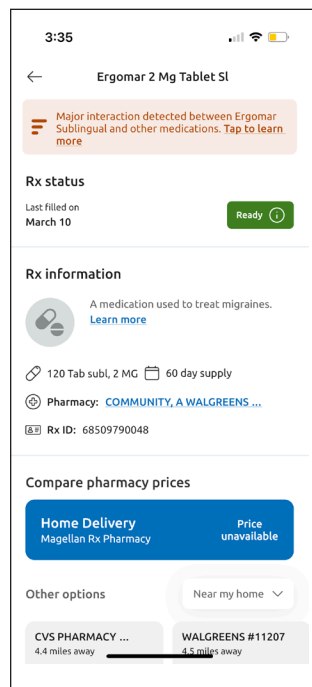 3:35
Ergomar 2 Mg Tablet Sl
Major interaction detected between Ergomar
Sublingual and other medications. Tap to learn
more
Rx status
Last filled on
March 10
Ready
Rx information
A medication used to treat migraines.
Learn more
120 Tab subl, 2 MG 60 day supply
Pharmacy: COMMUNITY, A WALGREENS ...
Rx ID: 68509790048
Compare pharmacy prices
Home Delivery
Magellan Rx Pharmacy
Price
unavailable
Other options
Near my home
CVS PHARMACY ...
4.4 miles away
WALGREENS #11207
4.5 miles away